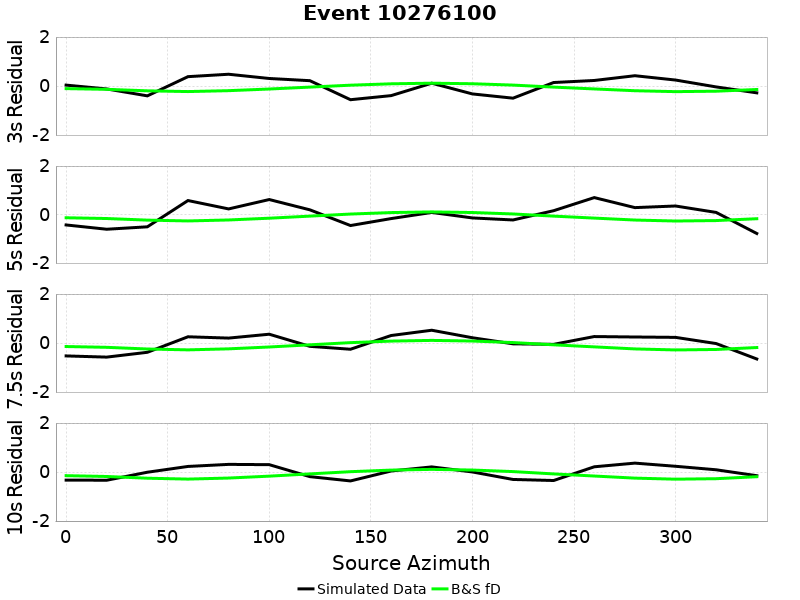 Event 10276100
3s Residual
2
0
-2
5s Residual
2
0
-2
7.5s Residual
2
0
-2
10s Residual
2
0
-2
0 50 100 150 200 250 300
Source Azimuth
Simulated Data B&S fD